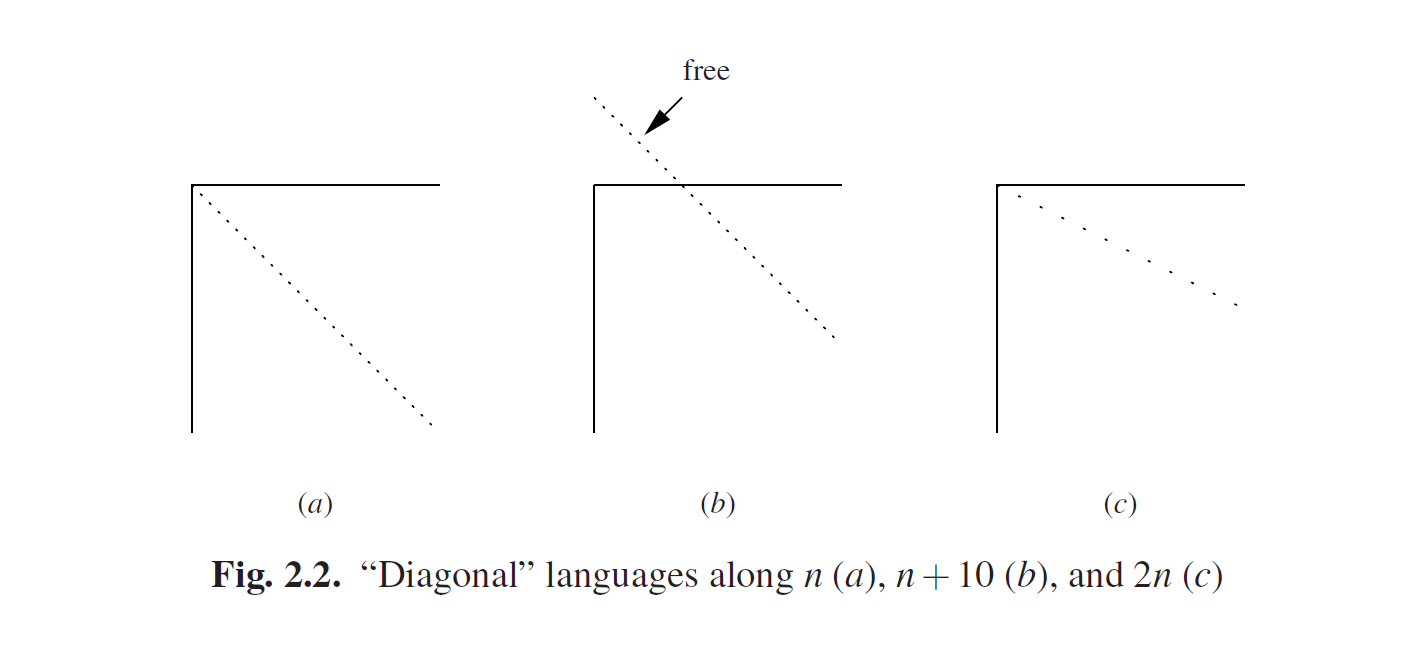 free
(a)
(b)
(c)
Fig. 2.2. “Diagonal” languages along n (a), n + 10 (b), and 2n (c)